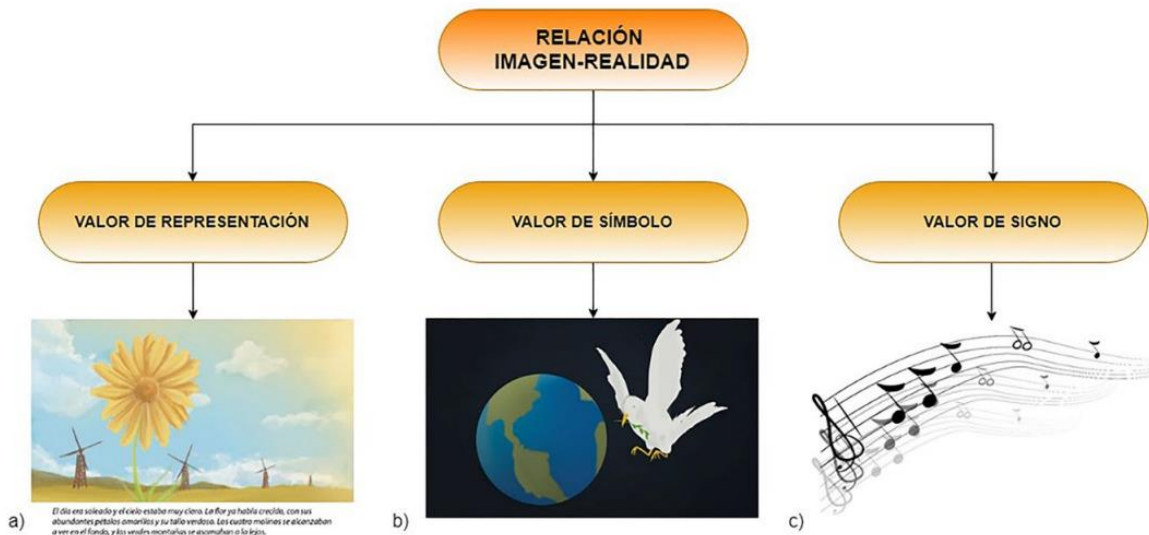 RELACIÓN
IMAGEN-REALIDAD
VALOR DE REPRESENTACIÓN
VALOR DE SÍMBOLO
VALOR DE SIGNO
a)
El día era soleado y el cielo estaba muy claro. La flor ya había crecido, con sus
abundantes pétalos amarillos y su tallo verdoso. Los cuatro molinos se alcanzaban
a ver en el fondo, y las verdes montañas se asomaban a lo lejos.
b)
c)